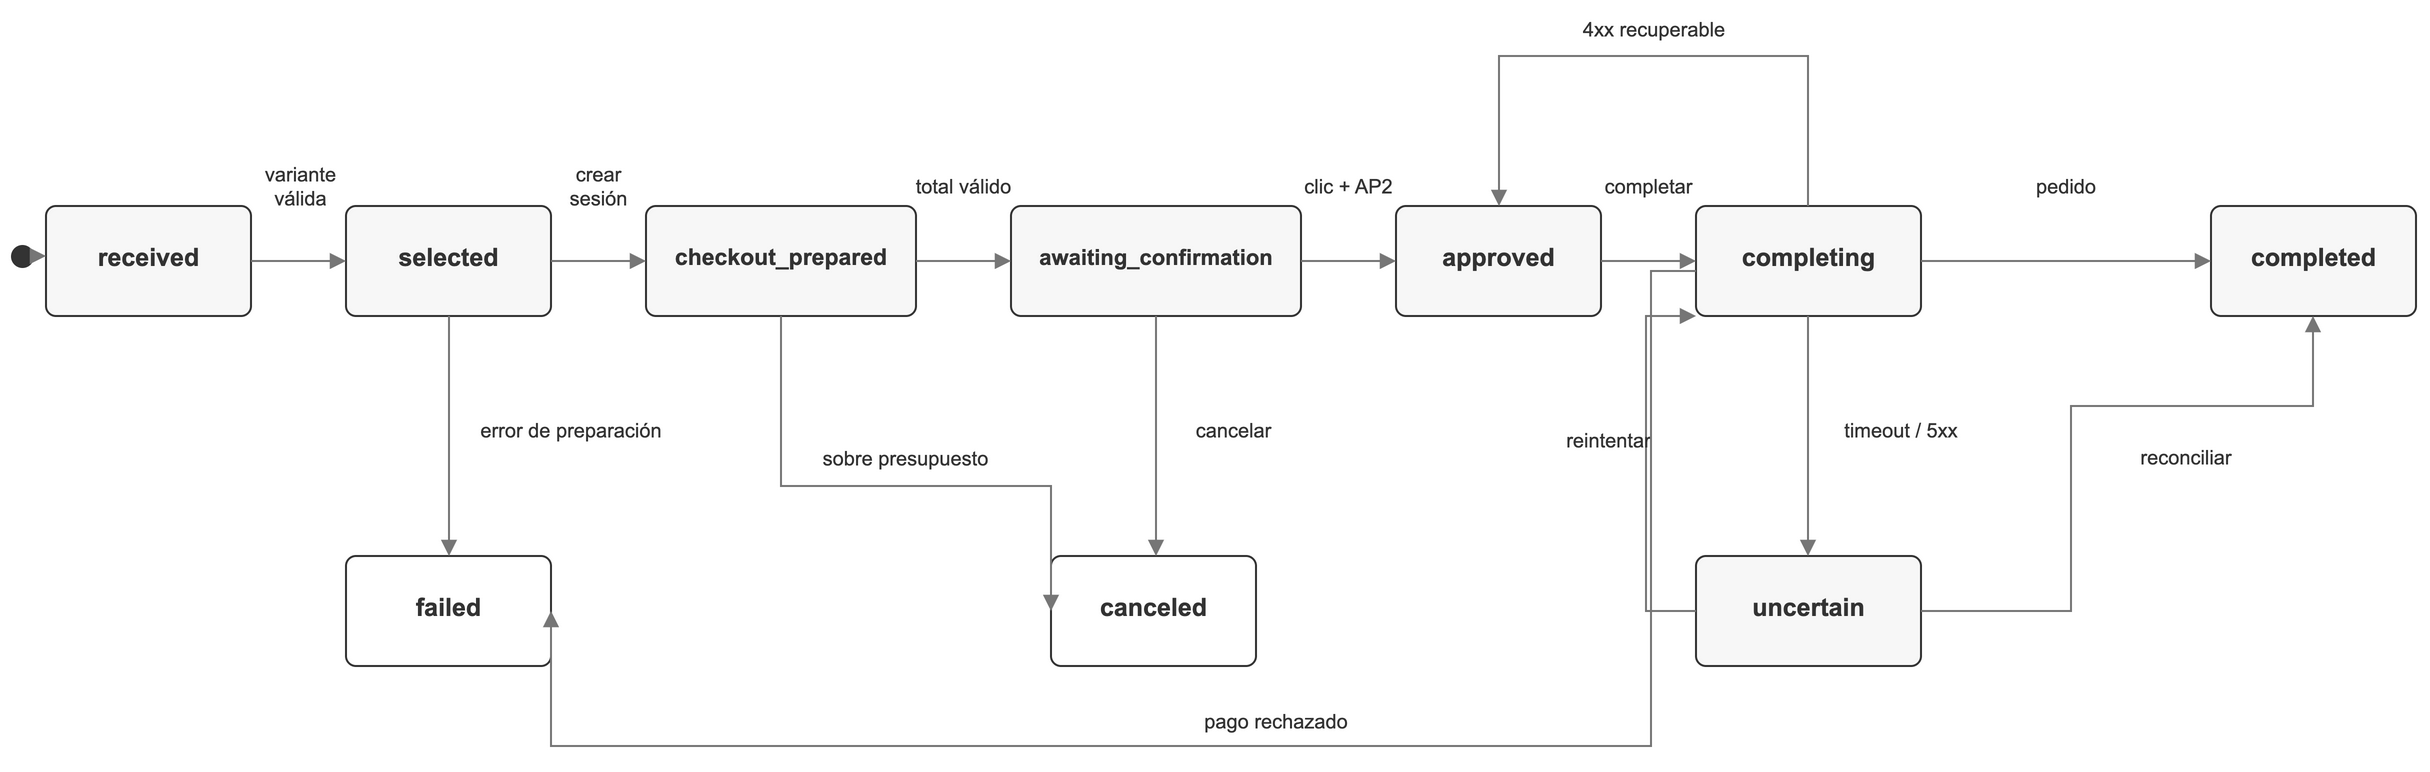 4xx recuperable
variante
válida
crear
sesión
total válido
clic + AP2
completar
pedido
received
selected
checkout_prepared
awaiting_confirmation
approved
completing
completed
error de preparación
sobre presupuesto
cancelar
reintentar
timeout / 5xx
reconciliar
failed
canceled
uncertain
pago rechazado